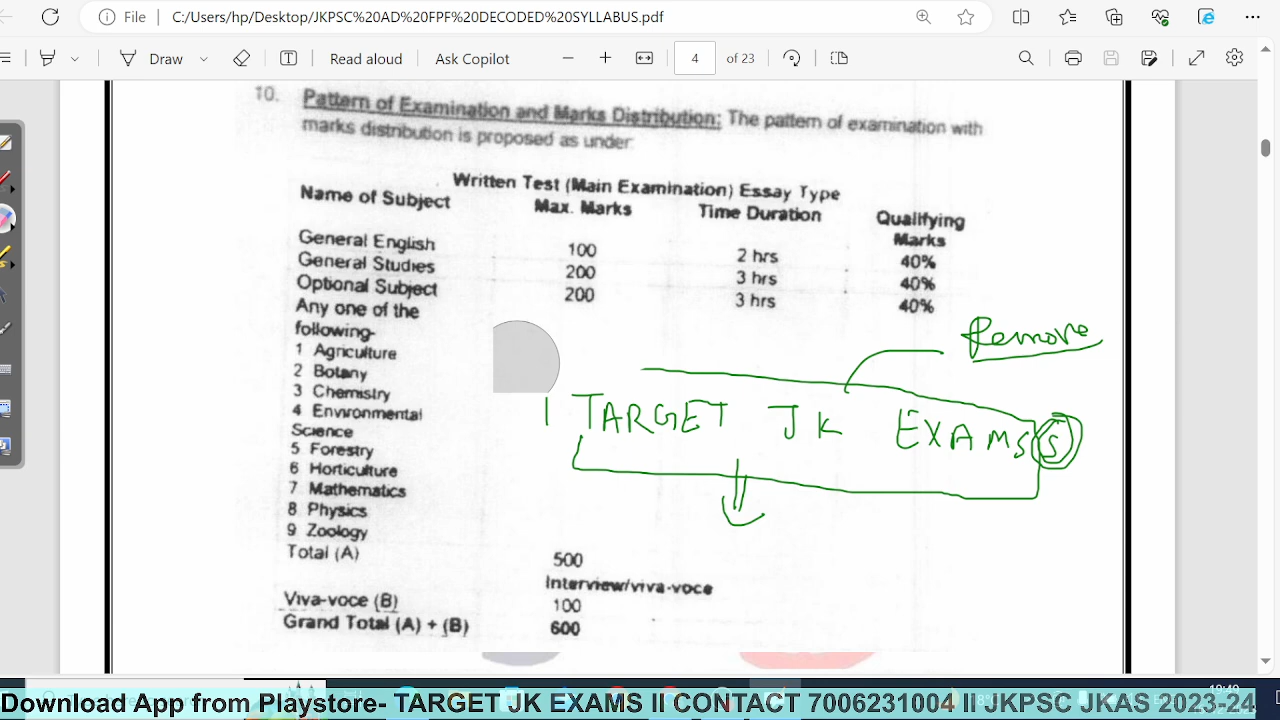 File C:/Users/hp/Desktop/JKPSC%20AD%20FPF%20DECODED%20SYLLABUS.pdf
Draw Read aloud Ask Copilot 4 of 23
10. Pattern of Examination and Marks Distribution: The pattern of examination with
marks distribution is proposed as under:
Written Test (Main Examination) Essay Type
Name of Subject Max. Marks Time Duration Qualifying
Marks
General English 100 2 hrs 40%
General Studies 200 3 hrs 40%
Optional Subject 200 3 hrs 40%
Any one of the
following-
1 Agriculture
2 Botany
3 Chemistry
4 Environmental
Science
5 Forestry
6 Horticulture
7 Mathematics
8 Physics
9 Zoology
Remove
1 TARGET JK EXAMS S
Total (A) 500
Interview/viva-voce
Viva-voce (B) 100
Grand Total (A) + (B) 600
Download App from Playstore- TARGET JK EXAMS II CONTACT 7006231004 II JKPSC JKAS 2023-24